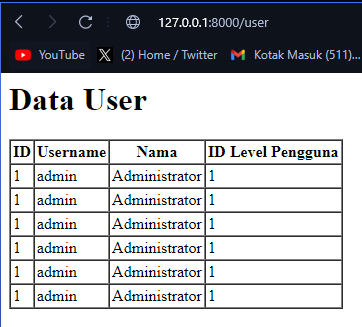 127.0.0.1:8000/user
YouTube (2) Home / Twitter Kotak Masuk (511)...
Data User
ID Username Nama ID Level Pengguna
1 admin Administrator 1
1 admin Administrator 1
1 admin Administrator 1
1 admin Administrator 1
1 admin Administrator 1
1 admin Administrator 1